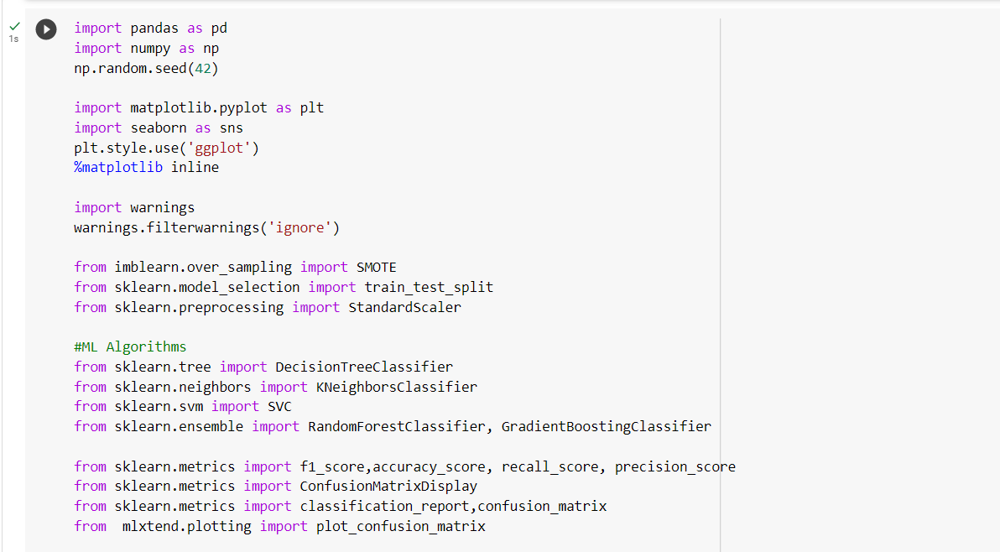 import pandas as pd
1s
import numpy as np
np.random.seed(42)
import matplotlib.pyplot as plt
import seaborn as sns
plt.style.use('ggplot')
%matplotlib inline
import warnings
warnings.filterwarnings('ignore')
from imblearn.over_sampling import SMOTE
from sklearn.model_selection import train_test_split
from sklearn.preprocessing import StandardScaler
#ML Algorithms
from sklearn.tree import DecisionTreeClassifier
from sklearn.neighbors import KNeighborsClassifier
from sklearn.svm import SVC
from sklearn.ensemble import RandomForestClassifier, GradientBoostingClassifier
from sklearn.metrics import f1_score,accuracy_score, recall_score, precision_score
from sklearn.metrics import ConfusionMatrixDisplay
from sklearn.metrics import classification_report,confusion_matrix
from  mlxtend.plotting import plot_confusion_matrix